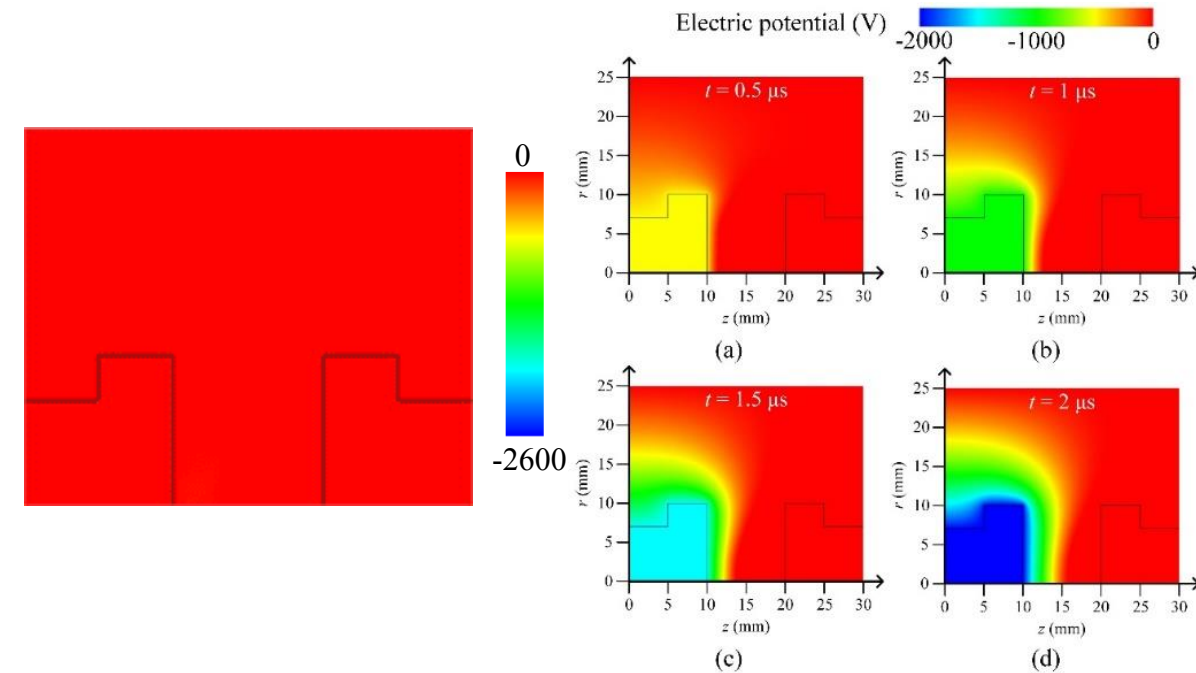 0
-2600
Electric potential (V)
-2000 -1000 0
t = 0.5 μs
25
20
15
10
5
0
r (mm)
0 5 10 15 20 25 30
z (mm)
(a)
t = 1 μs
25
20
15
10
5
0
r (mm)
0 5 10 15 20 25 30
z (mm)
(b)
t = 1.5 μs
25
20
15
10
5
0
r (mm)
0 5 10 15 20 25 30
z (mm)
(c)
t = 2 μs
25
20
15
10
5
0
r (mm)
0 5 10 15 20 25 30
z (mm)
(d)